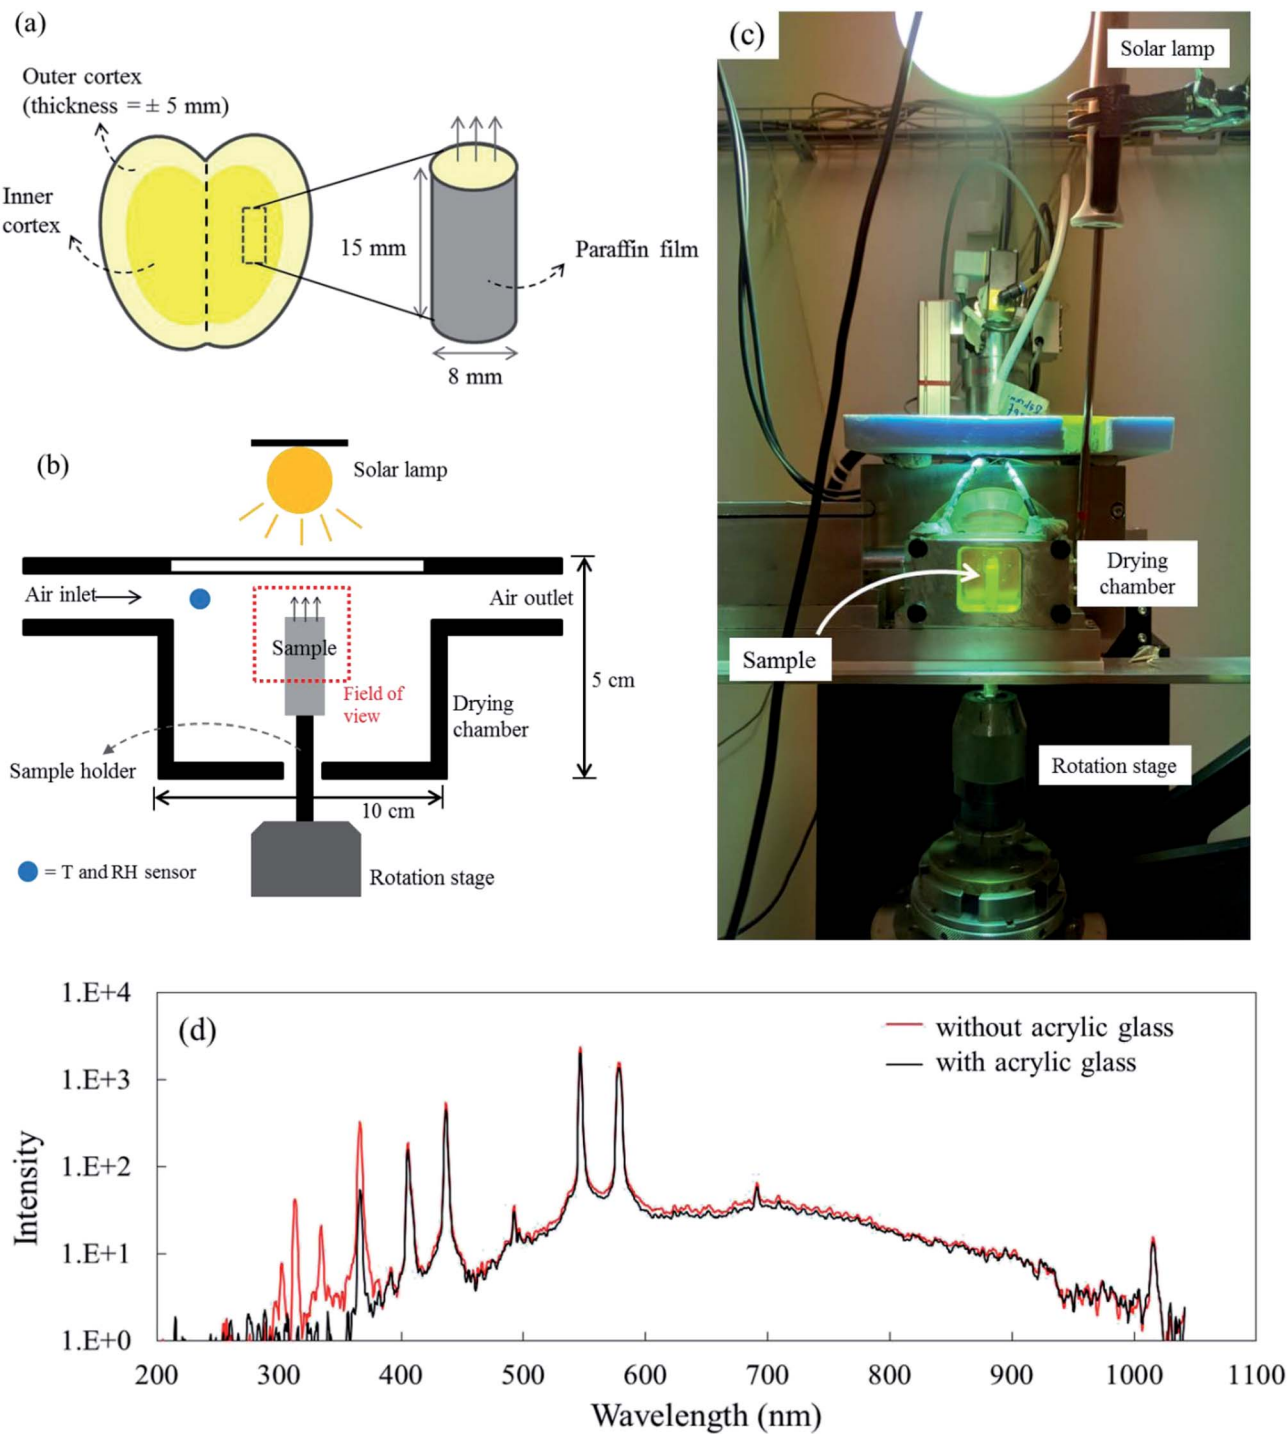 (a)
Outer cortex
(thickness = ± 5 mm)
Inner
cortex
15 mm
8 mm
Paraffin film
(b)
Solar lamp
Air inlet
Air outlet
Sample
Field of
view
Drying
chamber
5 cm
Sample holder
10 cm
= T and RH sensor
Rotation stage
(c)
Solar lamp
Drying
chamber
Sample
Rotation stage
(d)
without acrylic glass
with acrylic glass
1.E+4
1.E+3
1.E+2
1.E+1
1.E+0
Intensity
200 300 400 500 600 700 800 900 1000 1100
Wavelength (nm)